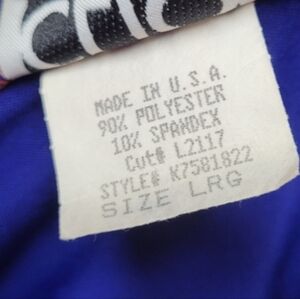 MADE IN U.S.A.
90% POLYESTER
10% SPANDEX
Cut# L2117
STYLE# K7581822
SIZE LRG